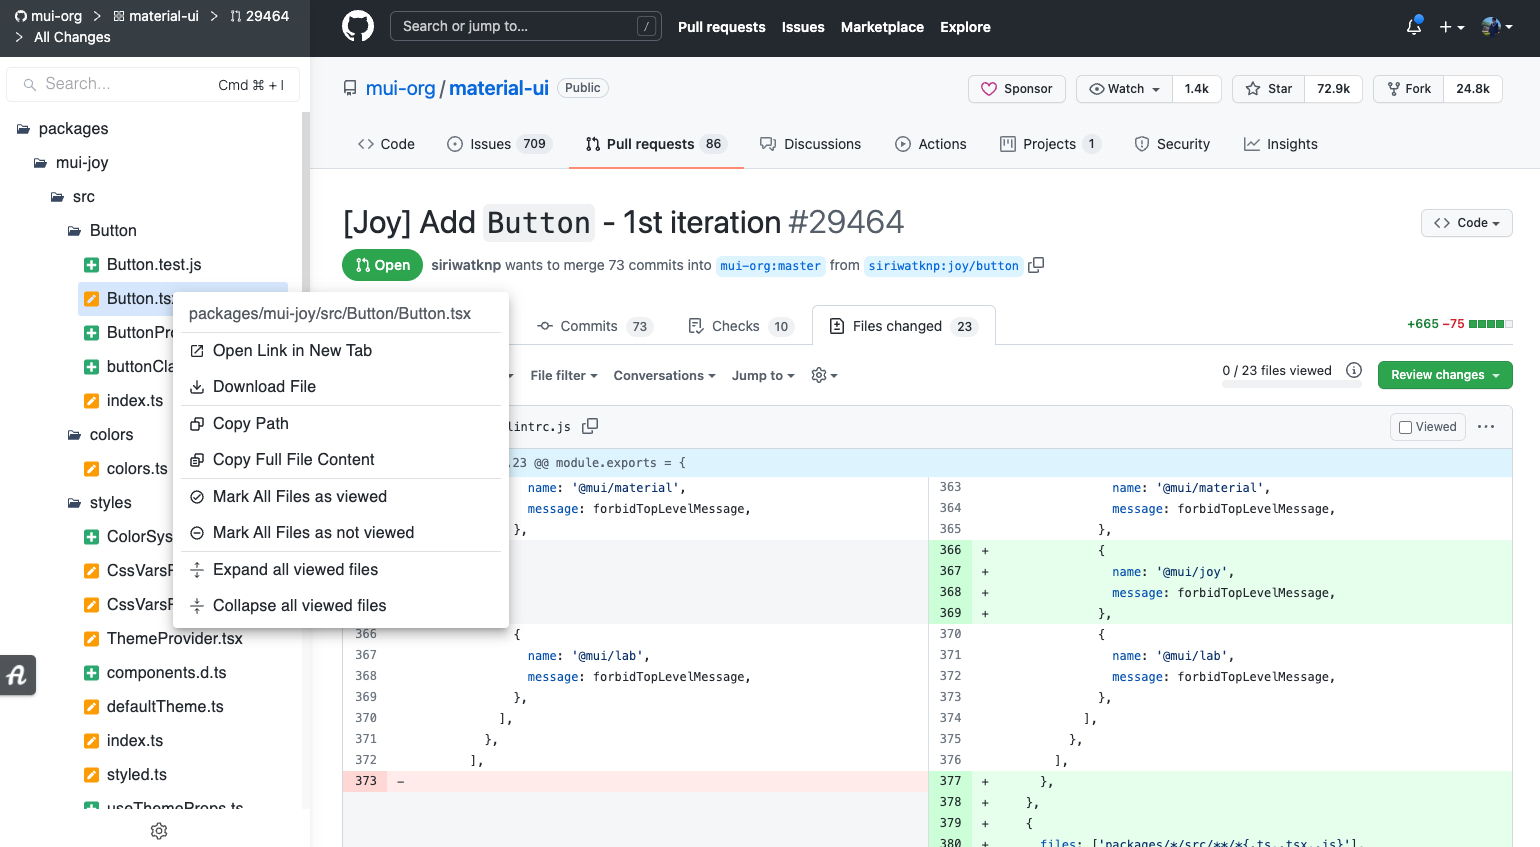 mui-org > material-ui > 29464
> All Changes
Search or jump to... /
Pull requests Issues Marketplace Explore
Search... Cmd ⌘ + I
packages
mui-joy
src
Button
Button.test.js
Button.tsx
ButtonPro
buttonCla
index.ts
colors
colors.ts
styles
ColorSys
CssVarsF
CssVarsF
ThemeProvider.tsx
components.d.ts
defaultTheme.ts
index.ts
styled.ts
useThemeProps.ts
packages/mui-joy/src/Button/Button.tsx
Open Link in New Tab
Download File
Copy Path
Copy Full File Content
Mark All Files as viewed
Mark All Files as not viewed
Expand all viewed files
Collapse all viewed files
mui-org / material-ui Public
Sponsor Watch 1.4k Star 72.9k Fork 24.8k
Code Issues 709 Pull requests 86 Discussions Actions Projects 1 Security Insights
[Joy] Add Button - 1st iteration #29464
Code
Open siriwatknp wants to merge 73 commits into mui-org:master from siriwatknp:joy/button
Commits 73 Checks 10 Files changed 23
+665 −75
File filter Conversations Jump to
0 / 23 files viewed
Review changes
lintrc.js
Viewed
.23 @@ module.exports = {
name: '@mui/material',
message: forbidTopLevelMessage,
},
366 {
367 name: '@mui/lab',
368 message: forbidTopLevelMessage,
369 },
370 ],
371 },
372 ],
373 -
363 name: '@mui/material',
364 message: forbidTopLevelMessage,
365 },
366 + {
367 + name: '@mui/joy',
368 + message: forbidTopLevelMessage,
369 + },
370 {
371 name: '@mui/lab',
372 message: forbidTopLevelMessage,
373 },
374 ],
375 },
376 ],
377 + },
378 + },
379 + {
380 + files: ['packages/*/src/**/*{.ts,.tsx,.js}'],